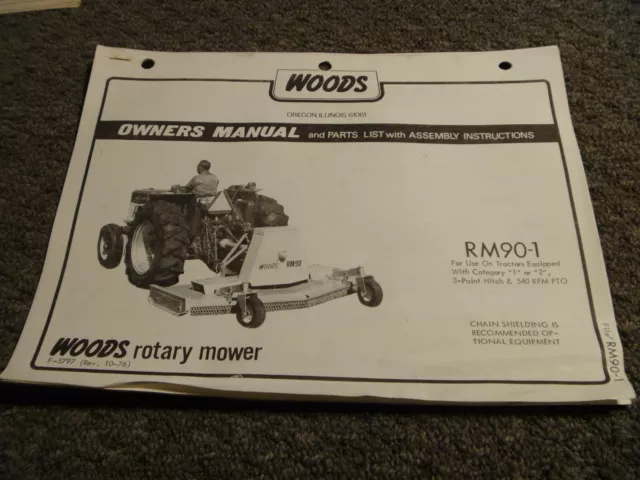 WOODS
OREGON, ILLINOIS 61061
OWNERS MANUAL and PARTS LIST with ASSEMBLY INSTRUCTIONS
WOODS RM90
RM90-1
For Use On Tractors Equipped
With Category "1" or "2",
3-Point Hitch & 540 RPM PTO
CHAIN SHIELDING IS
RECOMMENDED OP-
TIONAL EQUIPMENT
WOODS rotary mower
F-3797 (Rev. 10-76)
File: RM90-1